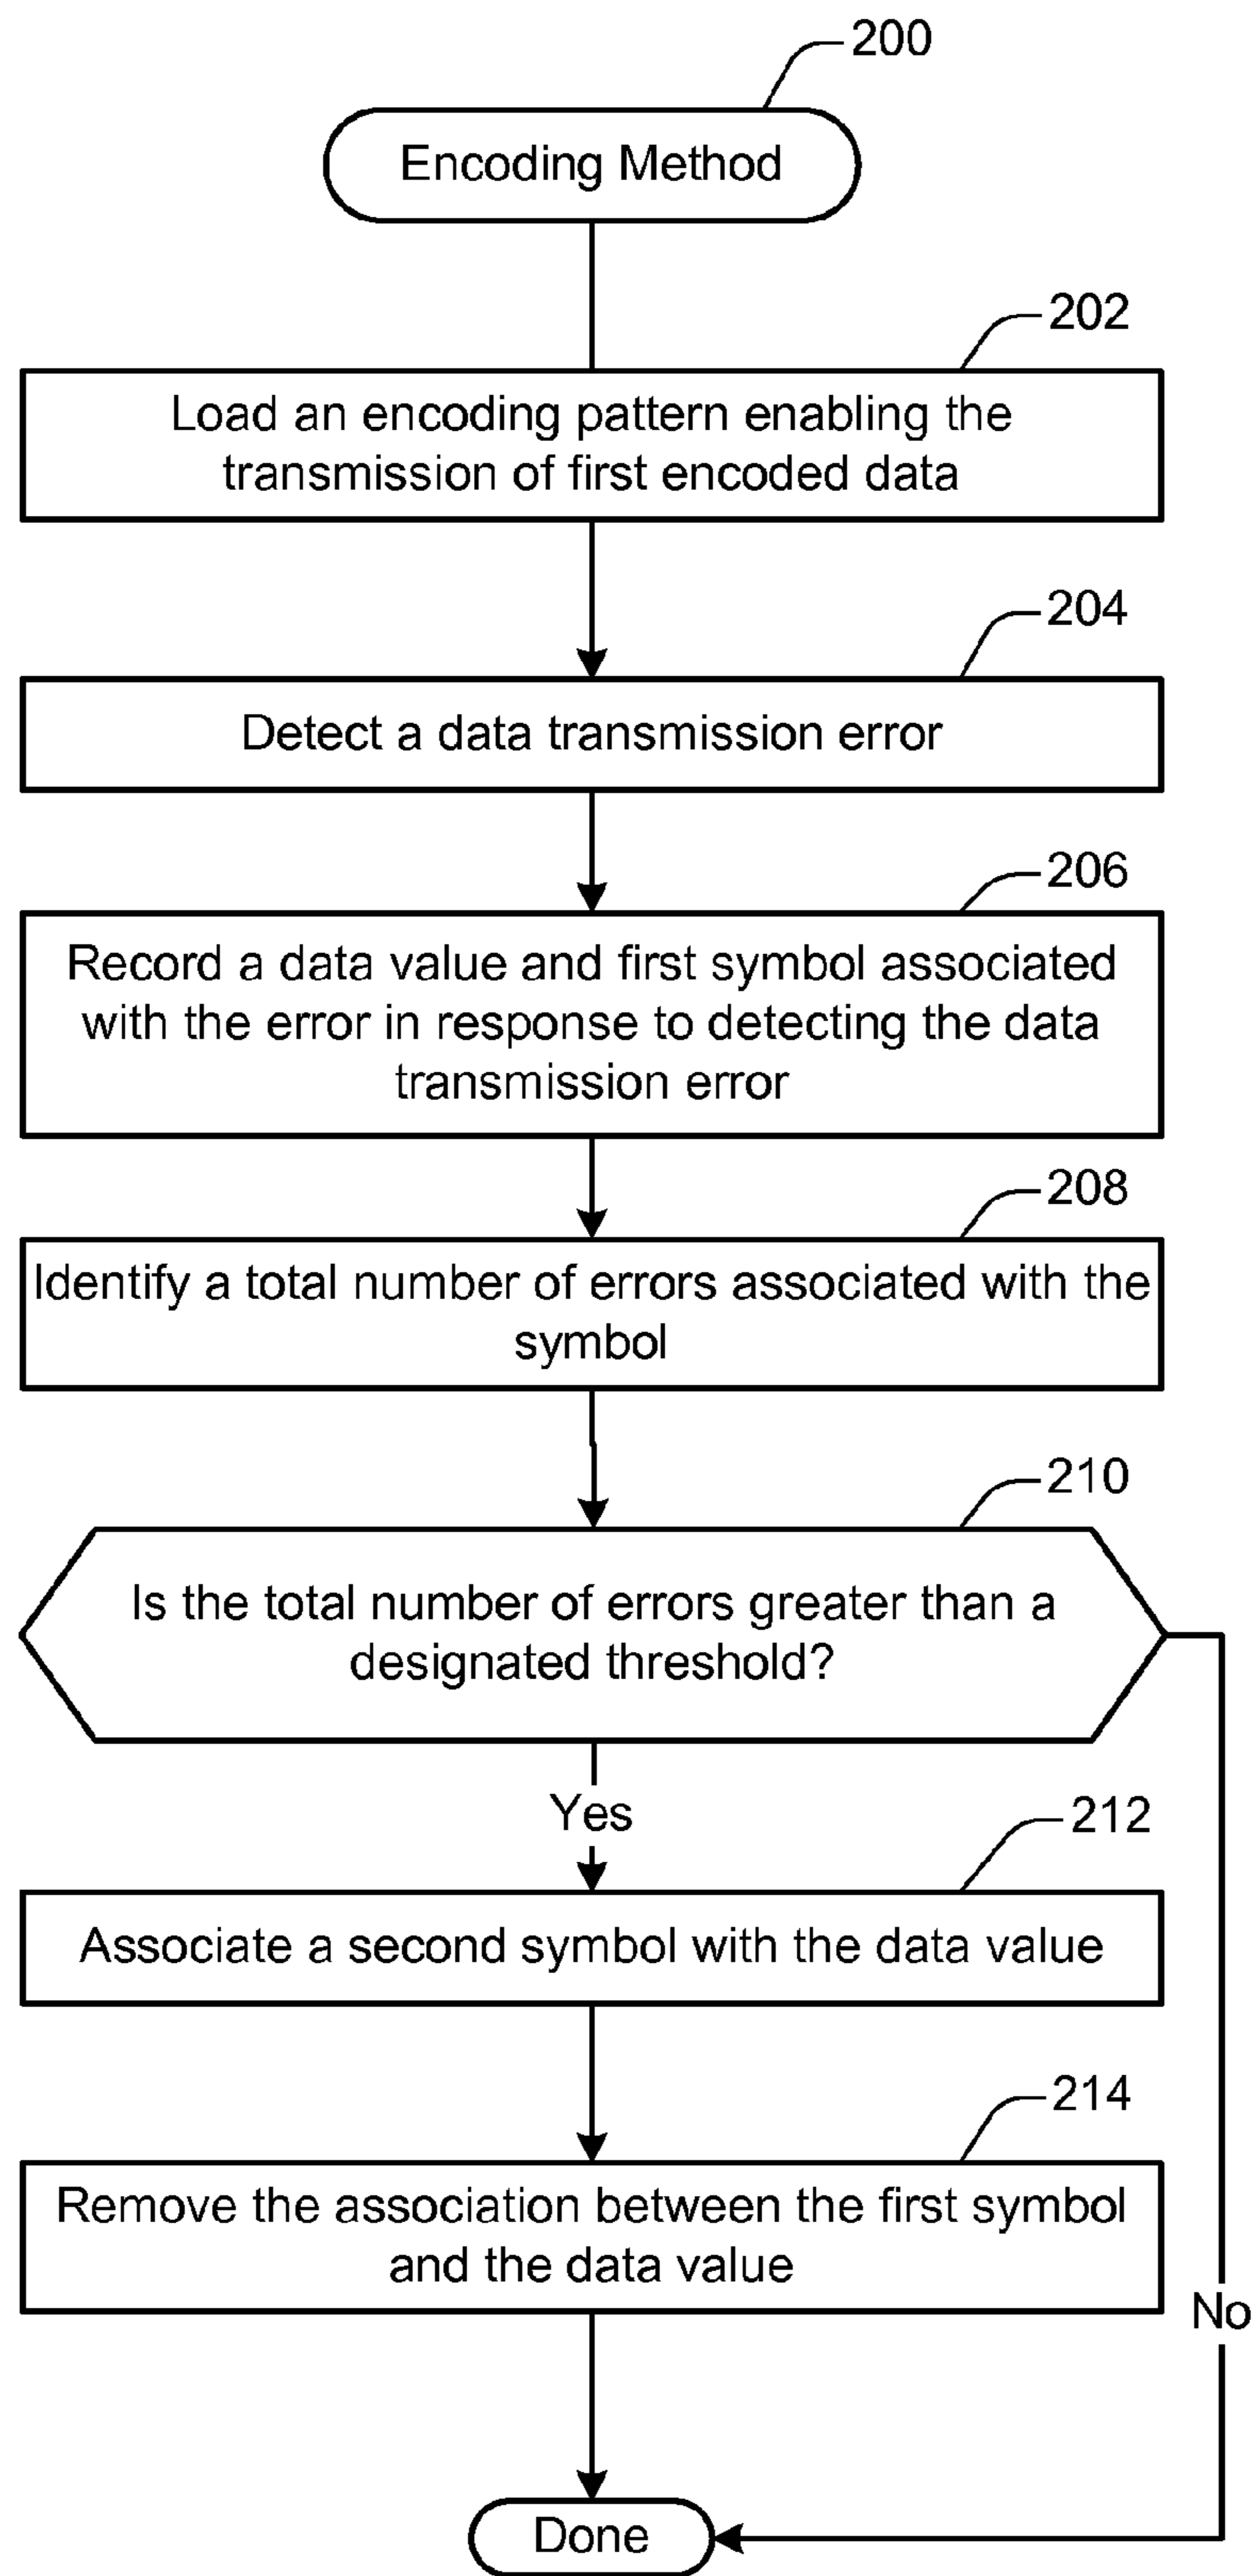 200
Encoding Method
202
Load an encoding pattern enabling the
transmission of first encoded data
204
Detect a data transmission error
206
Record a data value and first symbol associated
with the error in response to detecting the data
transmission error
208
Identify a total number of errors associated with the
symbol
210
Is the total number of errors greater than a
designated threshold?
Yes
212
Associate a second symbol with the data value
214
Remove the association between the first symbol
and the data value
No
Done